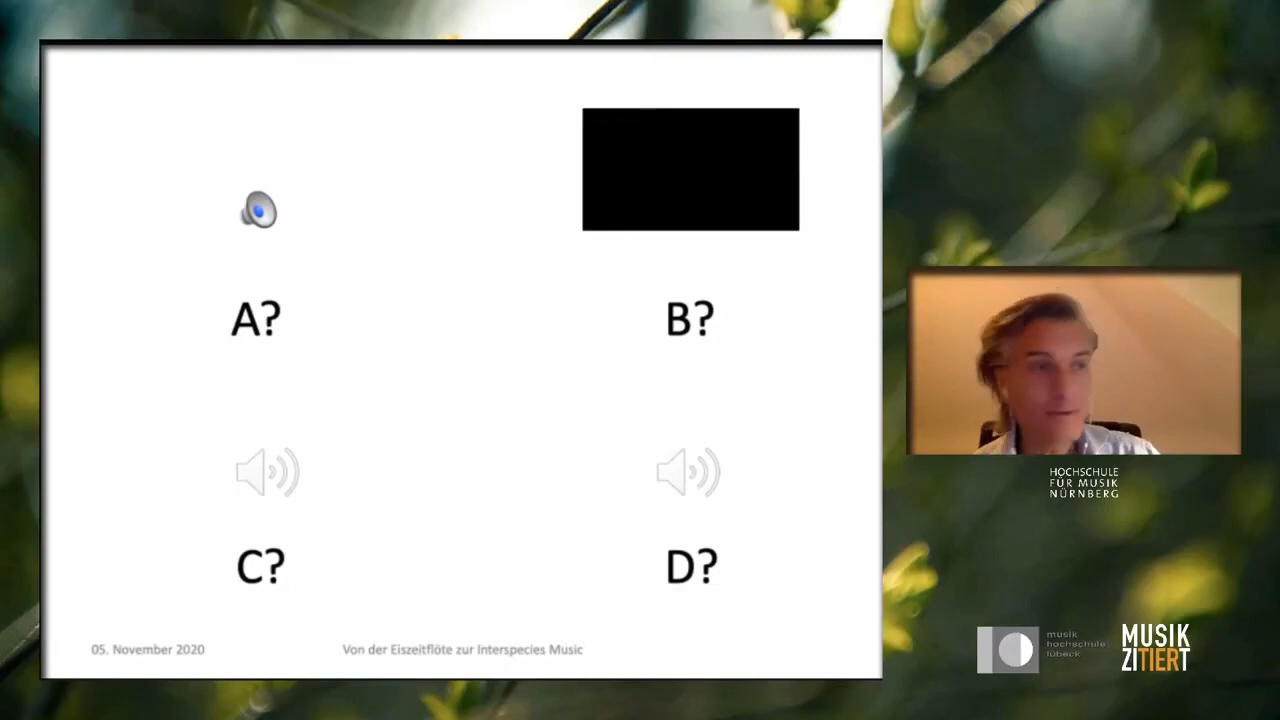 A?
B?
C?
D?
05. November 2020
Von der Eiszeitflöte zur Interspecies Music
HOCHSCHULE
FÜR MUSIK
NÜRNBERG
musik
hochschule
lübeck
MUSIK
ZITIERT